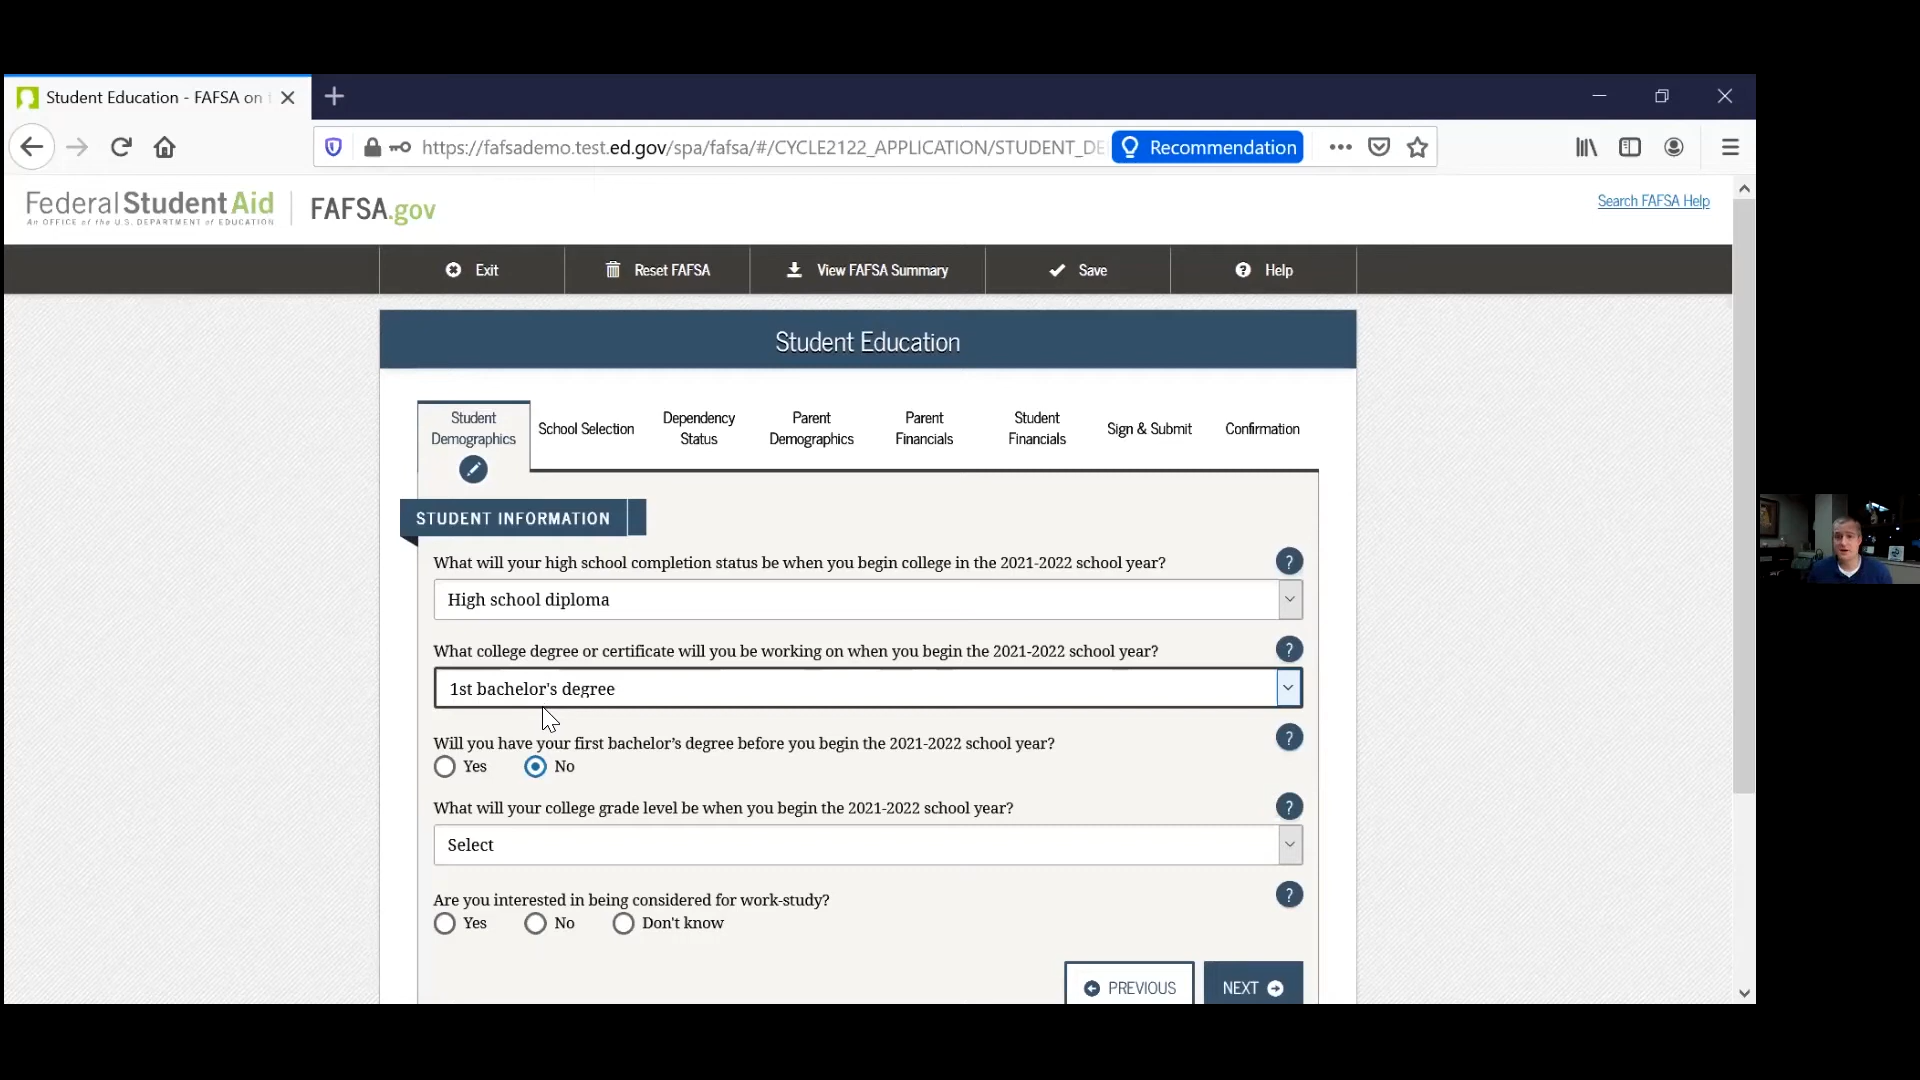 Student Education - FAFSA on
https://fafsademo.test.ed.gov/spa/fafsa/#/CYCLE2122_APPLICATION/STUDENT_DE
Recommendation
Federal Student Aid
An OFFICE of the U.S. DEPARTMENT of EDUCATION
FAFSA.gov
Search FAFSA Help
Exit
Reset FAFSA
View FAFSA Summary
Save
Help
Student Education
Student Demographics
School Selection
Dependency Status
Parent Demographics
Parent Financials
Student Financials
Sign & Submit
Confirmation
STUDENT INFORMATION
What will your high school completion status be when you begin college in the 2021-2022 school year?
High school diploma
What college degree or certificate will you be working on when you begin the 2021-2022 school year?
1st bachelor's degree
Will you have your first bachelor’s degree before you begin the 2021-2022 school year?
Yes No
What will your college grade level be when you begin the 2021-2022 school year?
Select
Are you interested in being considered for work-study?
Yes No Don't know
PREVIOUS NEXT